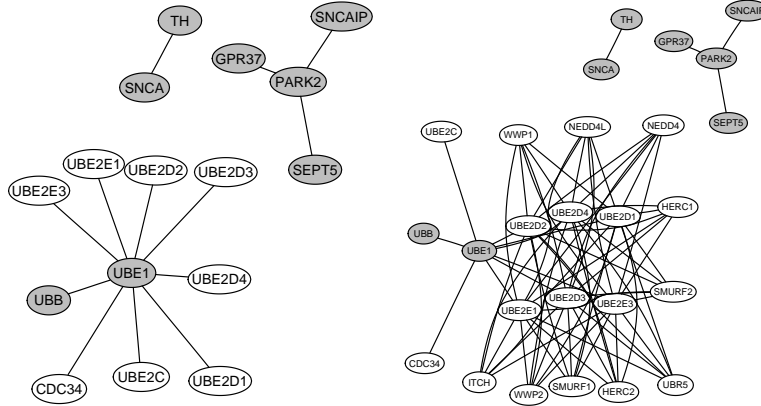 TH
SNCAIP
GPR37
PARK2
SNCA
SEPT5
UBE2E1
UBE2D2
UBE2D3
UBE2E3
UBE1
UBE2D4
UBB
CDC34
UBE2C
UBE2D1
SNCAIP
TH
GPR37
PARK2
SNCA
SEPT5
UBE2C
WWP1
NEDD4L
NEDD4
HERC1
UBE2D4
UBE2D1
UBE2D2
UBB
UBE1
SMURF2
UBE2D3
UBE2E3
UBE2E1
CDC34
ITCH
WWP2
SMURF1
HERC2
UBR5